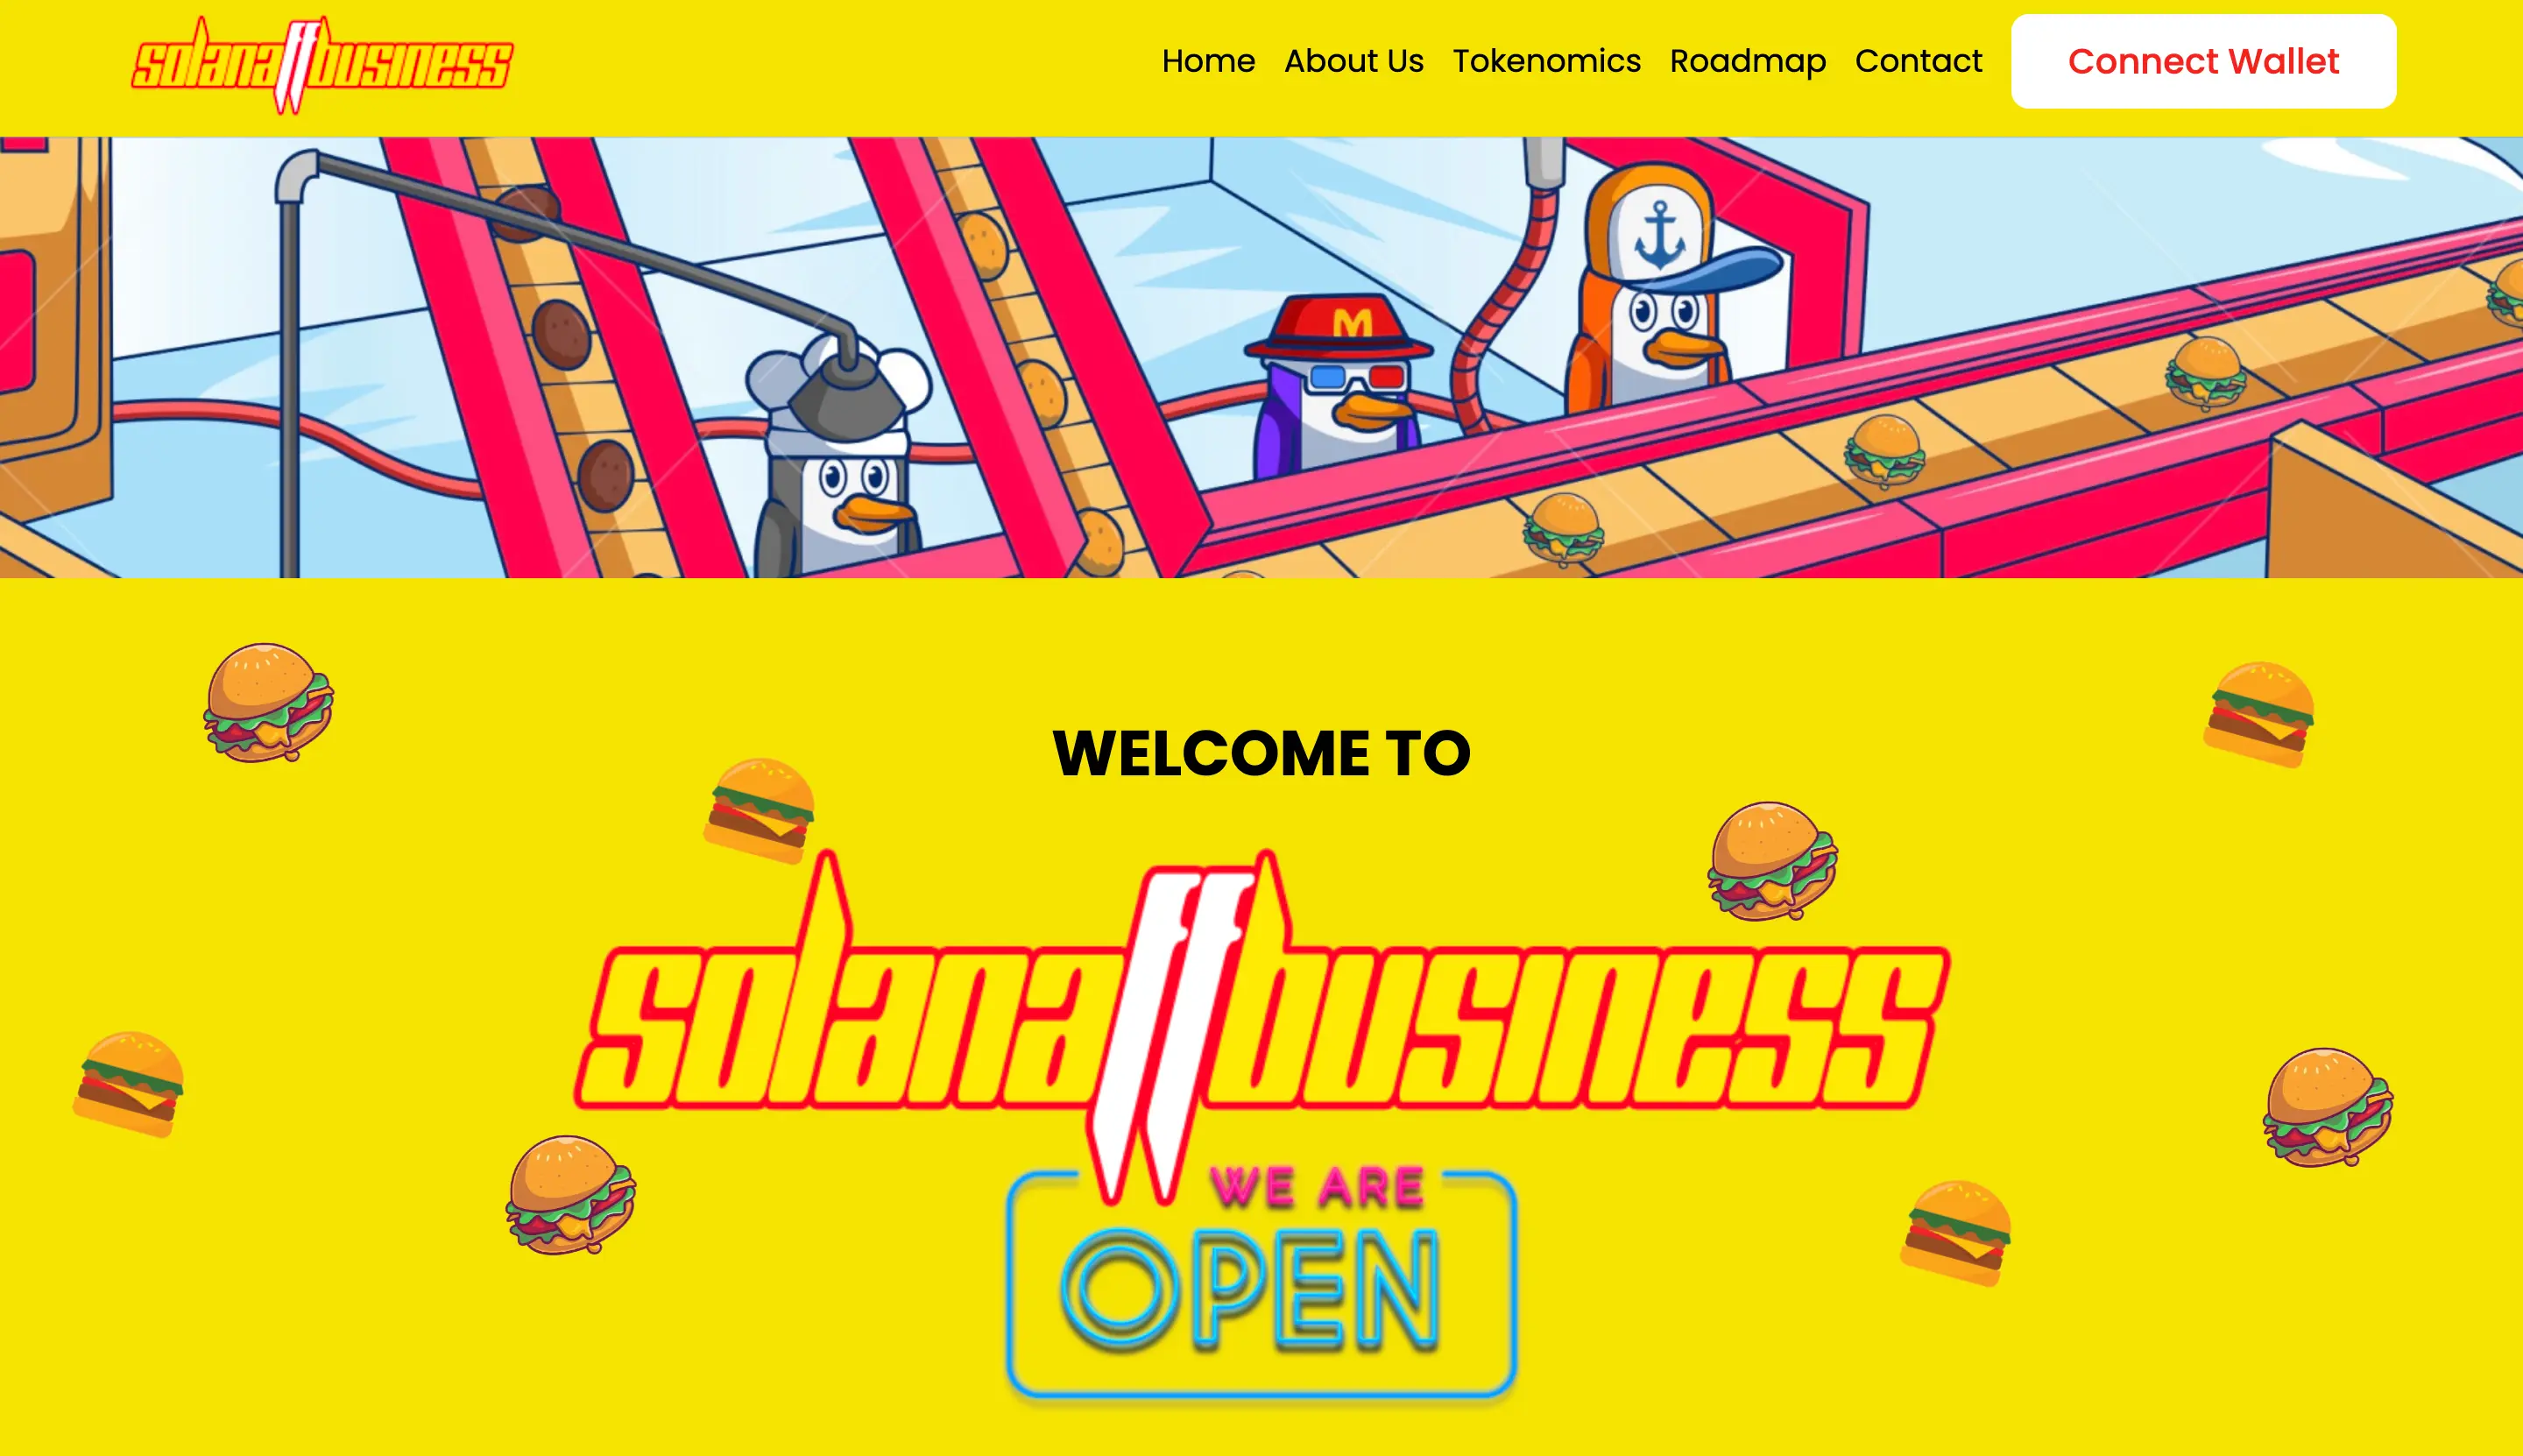 solanaffbusiness
Home About Us Tokenomics Roadmap Contact Connect Wallet
M
WELCOME TO
solanaffbusiness
WE ARE
OPEN